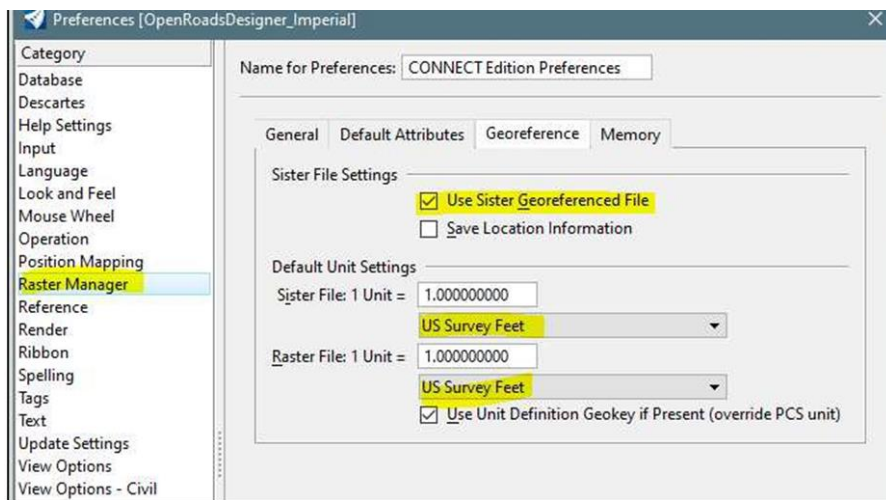 Preferences [OpenRoadsDesigner_Imperial]
Category
Database
Descartes
Help Settings
Input
Language
Look and Feel
Mouse Wheel
Operation
Position Mapping
Raster Manager
Reference
Render
Ribbon
Spelling
Tags
Text
Update Settings
View Options
View Options - Civil
Name for Preferences: CONNECT Edition Preferences
General Default Attributes Georeference Memory
Sister File Settings
Use Sister Georeferenced File
Save Location Information
Default Unit Settings
Sister File: 1 Unit = 1.000000000
US Survey Feet
Raster File: 1 Unit = 1.000000000
US Survey Feet
Use Unit Definition Geokey if Present (override PCS unit)